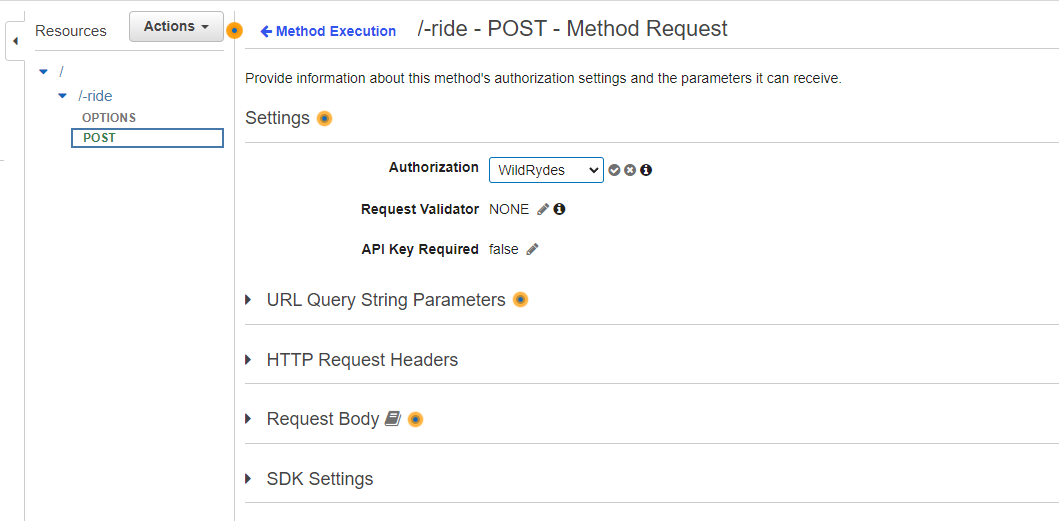 Resources
Actions
Method Execution
/-ride - POST - Method Request
/
/-ride
OPTIONS
POST
Provide information about this method's authorization settings and the parameters it can receive.
Settings
Authorization WildRydes
Request Validator NONE
API Key Required false
URL Query String Parameters
HTTP Request Headers
Request Body
SDK Settings